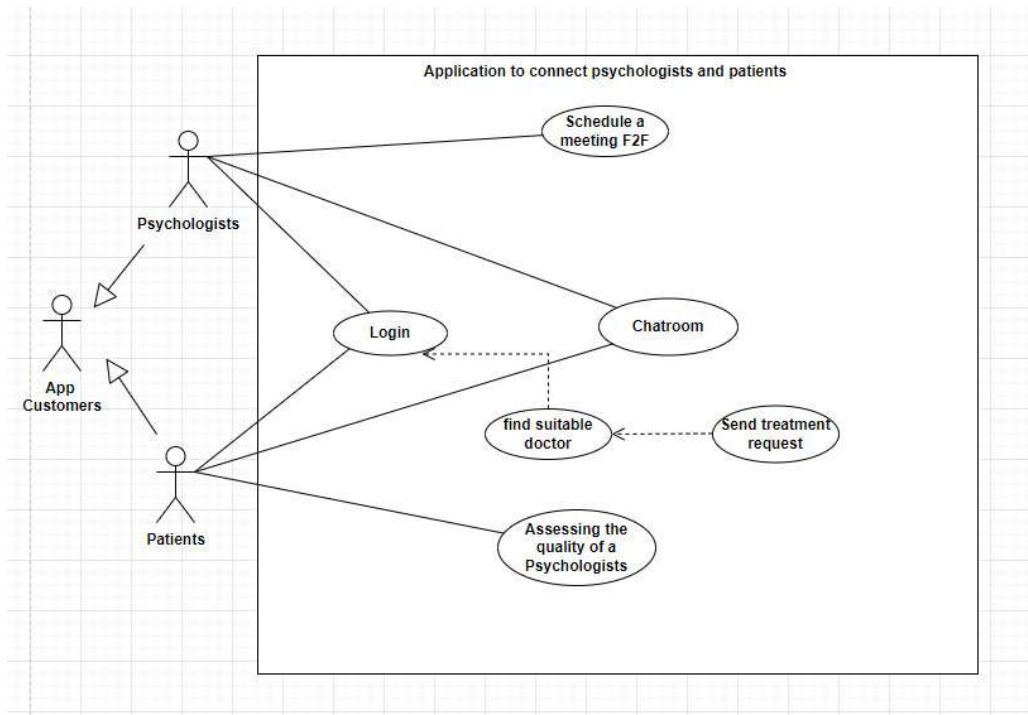 Application to connect psychologists and patients
Schedule a
meeting F2F
Psychologists
Login
Chatroom
App
Customers
find suitable
doctor
Send treatment
request
Patients
Assessing the
quality of a
Psychologists